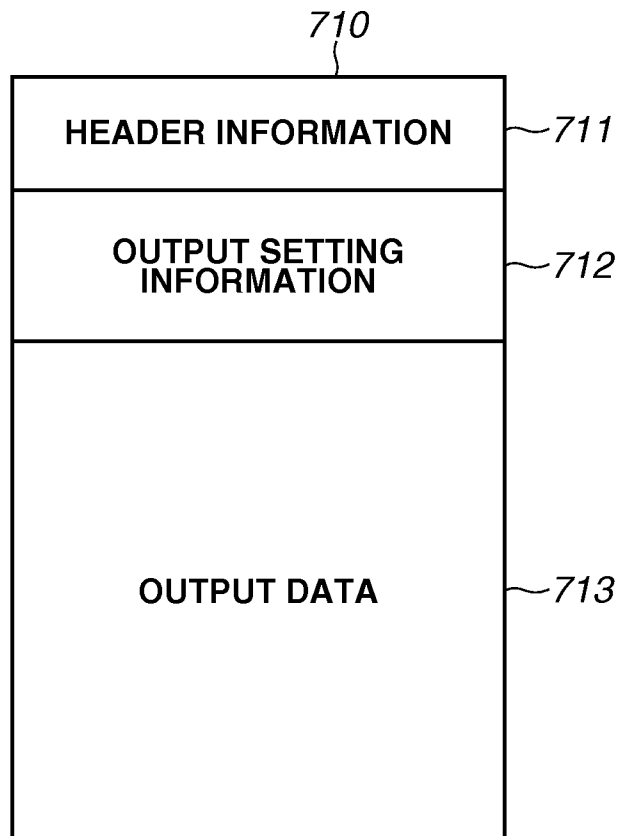 710
HEADER INFORMATION
711
OUTPUT SETTING
INFORMATION
712
OUTPUT DATA
713